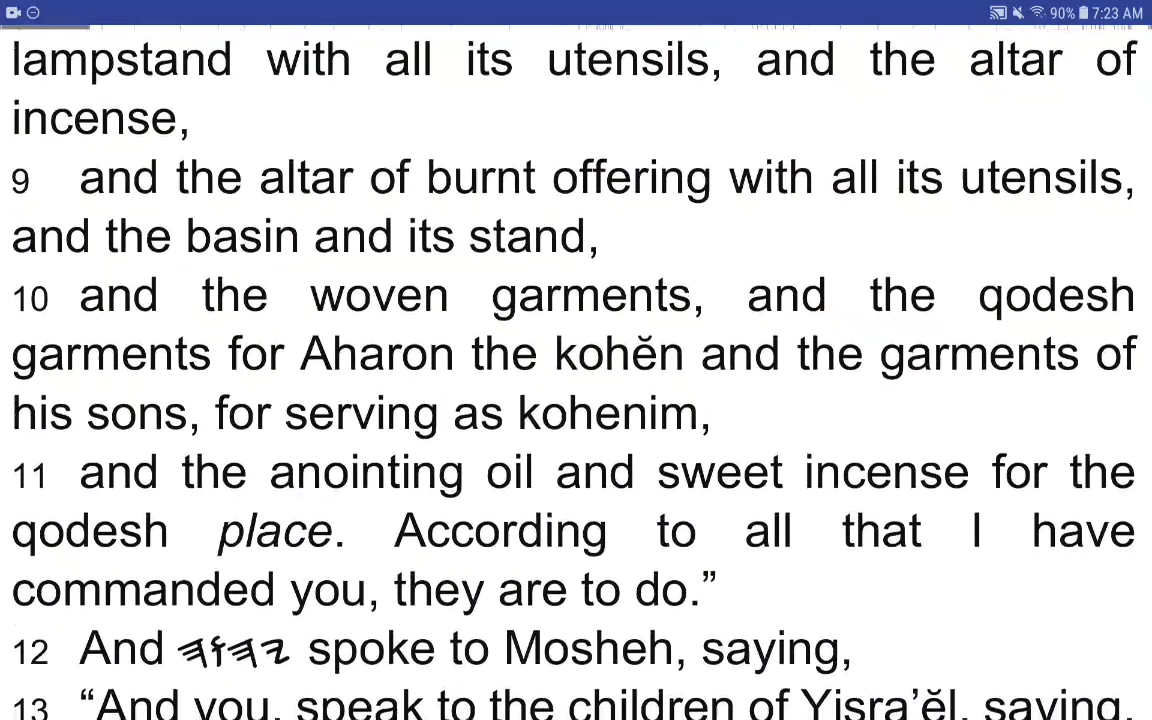 90% 7:23 AM
lampstand with all its utensils, and the altar of
incense,
9 and the altar of burnt offering with all its utensils,
and the basin and its stand,
10 and the woven garments, and the qodesh
garments for Aharon the kohĕn and the garments of
his sons, for serving as kohenim,
11 and the anointing oil and sweet incense for the
qodesh place. According to all that I have
commanded you, they are to do.”
12 And 𐤉𐤄𐤅𐤄 spoke to Mosheh, saying,
13 “And you, speak to the children of Yisra’ĕl, saying,